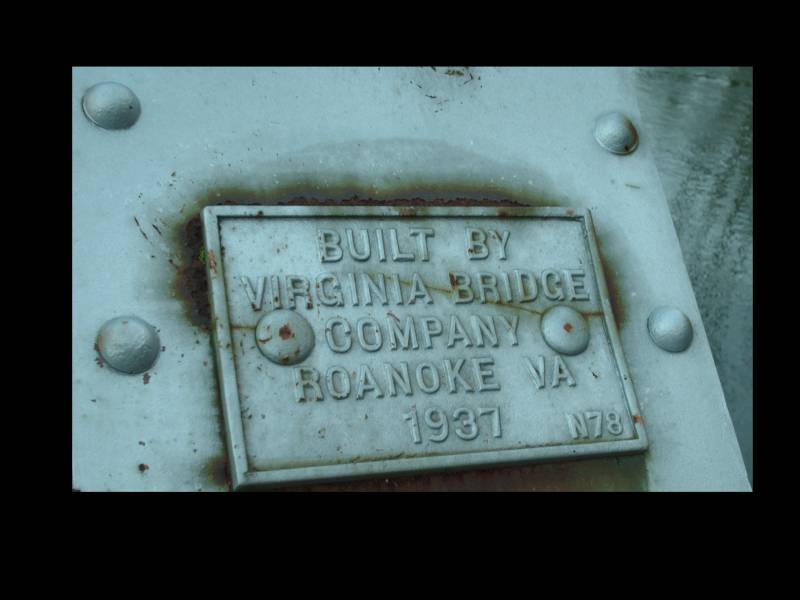 BUILT BY
VIRGINIA BRIDGE
COMPANY
ROANOKE VA
1937 N78